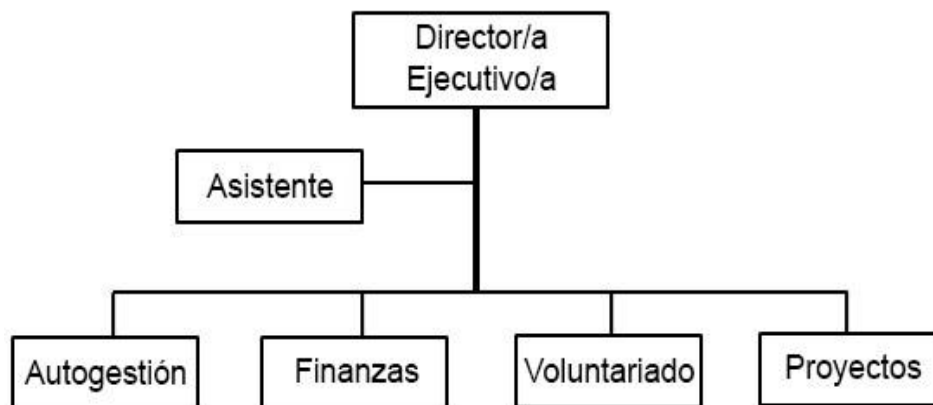 Director/a
Ejecutivo/a
Asistente
Autogestión
Finanzas
Voluntariado
Proyectos